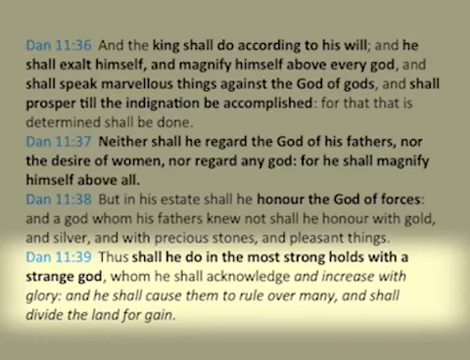 Dan 11:36 And the king shall do according to his will; and he
shall exalt himself, and magnify himself above every god, and
shall speak marvellous things against the God of gods, and shall
prosper till the indignation be accomplished: for that that is
determined shall be done.
Dan 11:37 Neither shall he regard the God of his fathers, nor
the desire of women, nor regard any god: for he shall magnify
himself above all.
Dan 11:38 But in his estate shall he honour the God of forces:
and a god whom his fathers knew not shall he honour with gold,
and silver, and with precious stones, and pleasant things.
Dan 11:39 Thus shall he do in the most strong holds with a
strange god, whom he shall acknowledge and increase with
glory: and he shall cause them to rule over many, and shall
divide the land for gain.